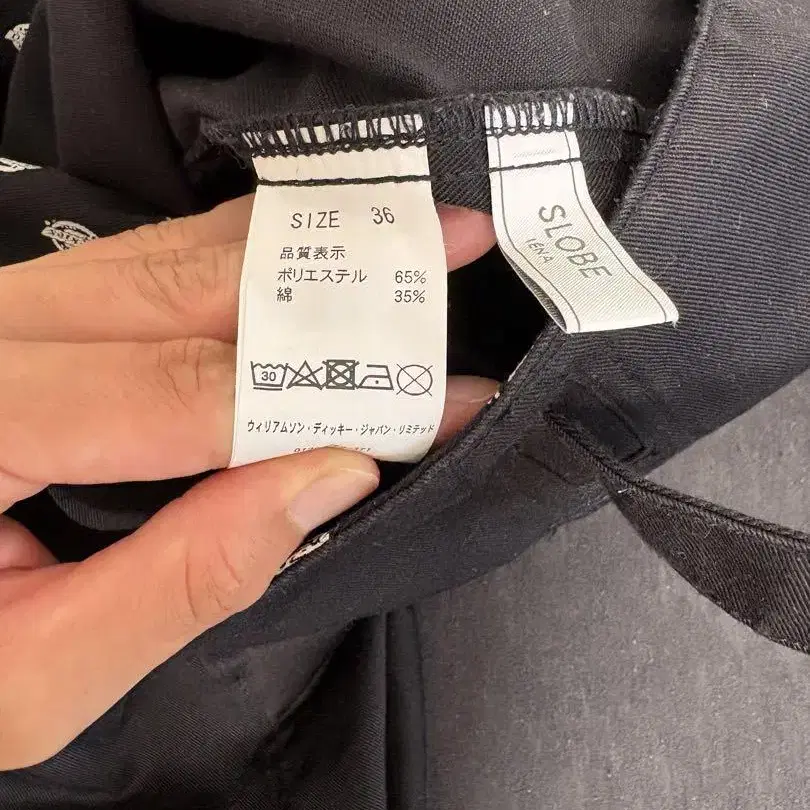 SIZE 36
品質表示
ポリエステル 65%
綿 35%
30
ウィリアムソン・ディッキー・ジャパン・リミテッド
SLOBE
IENA